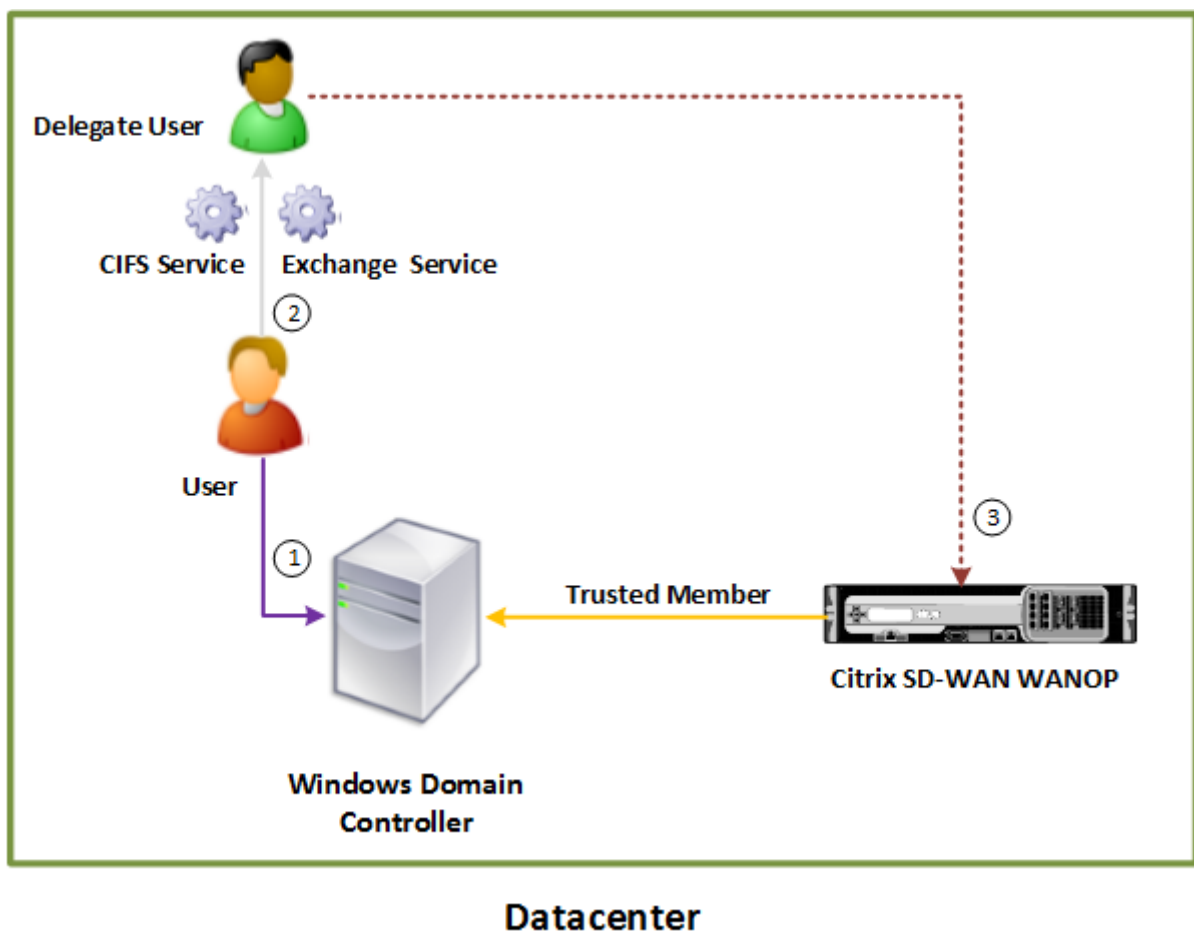 Delegate User
CIFS Service
Exchange Service
2
User
1
3
Trusted Member
Citrix SD-WAN WANOP
Windows Domain
Controller
Datacenter